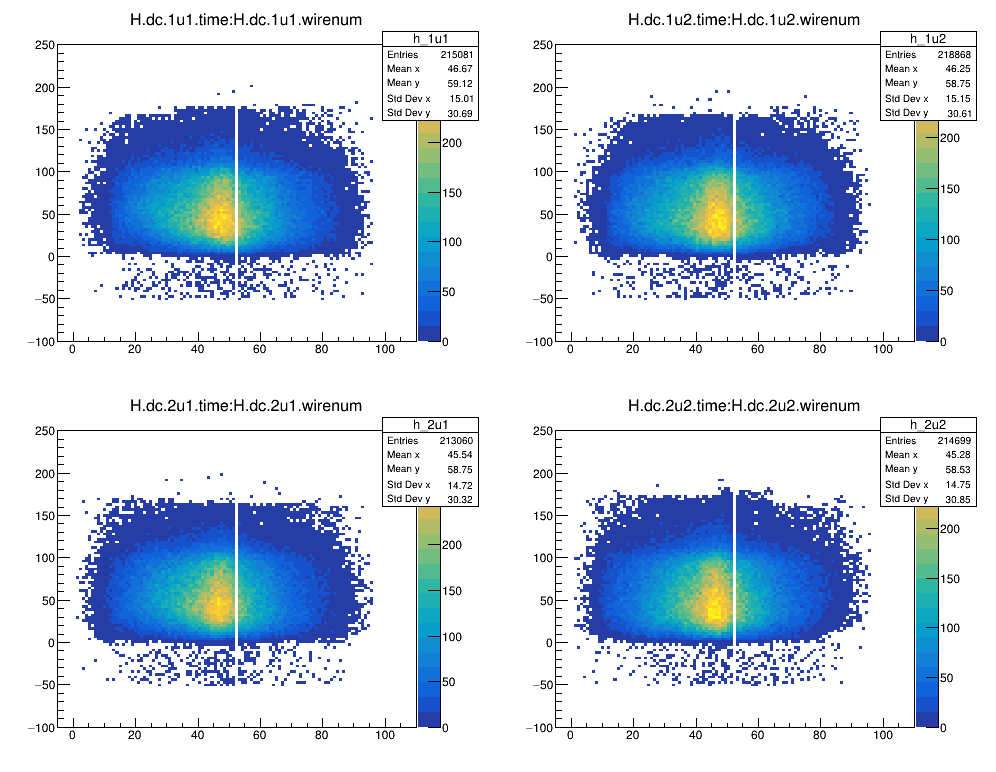 H.dc.1u1.time:H.dc.1u1.wirenum
h_1u1
Entries 215081
Mean x 46.67
Mean y 59.12
Std Dev x 15.01
Std Dev y 30.69
250
200
150
100
50
0
−50
−100
0 20 40 60 80 100
200
150
100
50
0
H.dc.1u2.time:H.dc.1u2.wirenum
h_1u2
Entries 218868
Mean x 46.25
Mean y 58.75
Std Dev x 15.15
Std Dev y 30.61
250
200
150
100
50
0
−50
−100
0 20 40 60 80 100
200
150
100
50
0
H.dc.2u1.time:H.dc.2u1.wirenum
h_2u1
Entries 213060
Mean x 45.54
Mean y 58.75
Std Dev x 14.72
Std Dev y 30.32
250
200
150
100
50
0
−50
−100
0 20 40 60 80 100
200
150
100
50
0
H.dc.2u2.time:H.dc.2u2.wirenum
h_2u2
Entries 214699
Mean x 45.28
Mean y 58.53
Std Dev x 14.75
Std Dev y 30.85
250
200
150
100
50
0
−50
−100
0 20 40 60 80 100
200
150
100
50
0